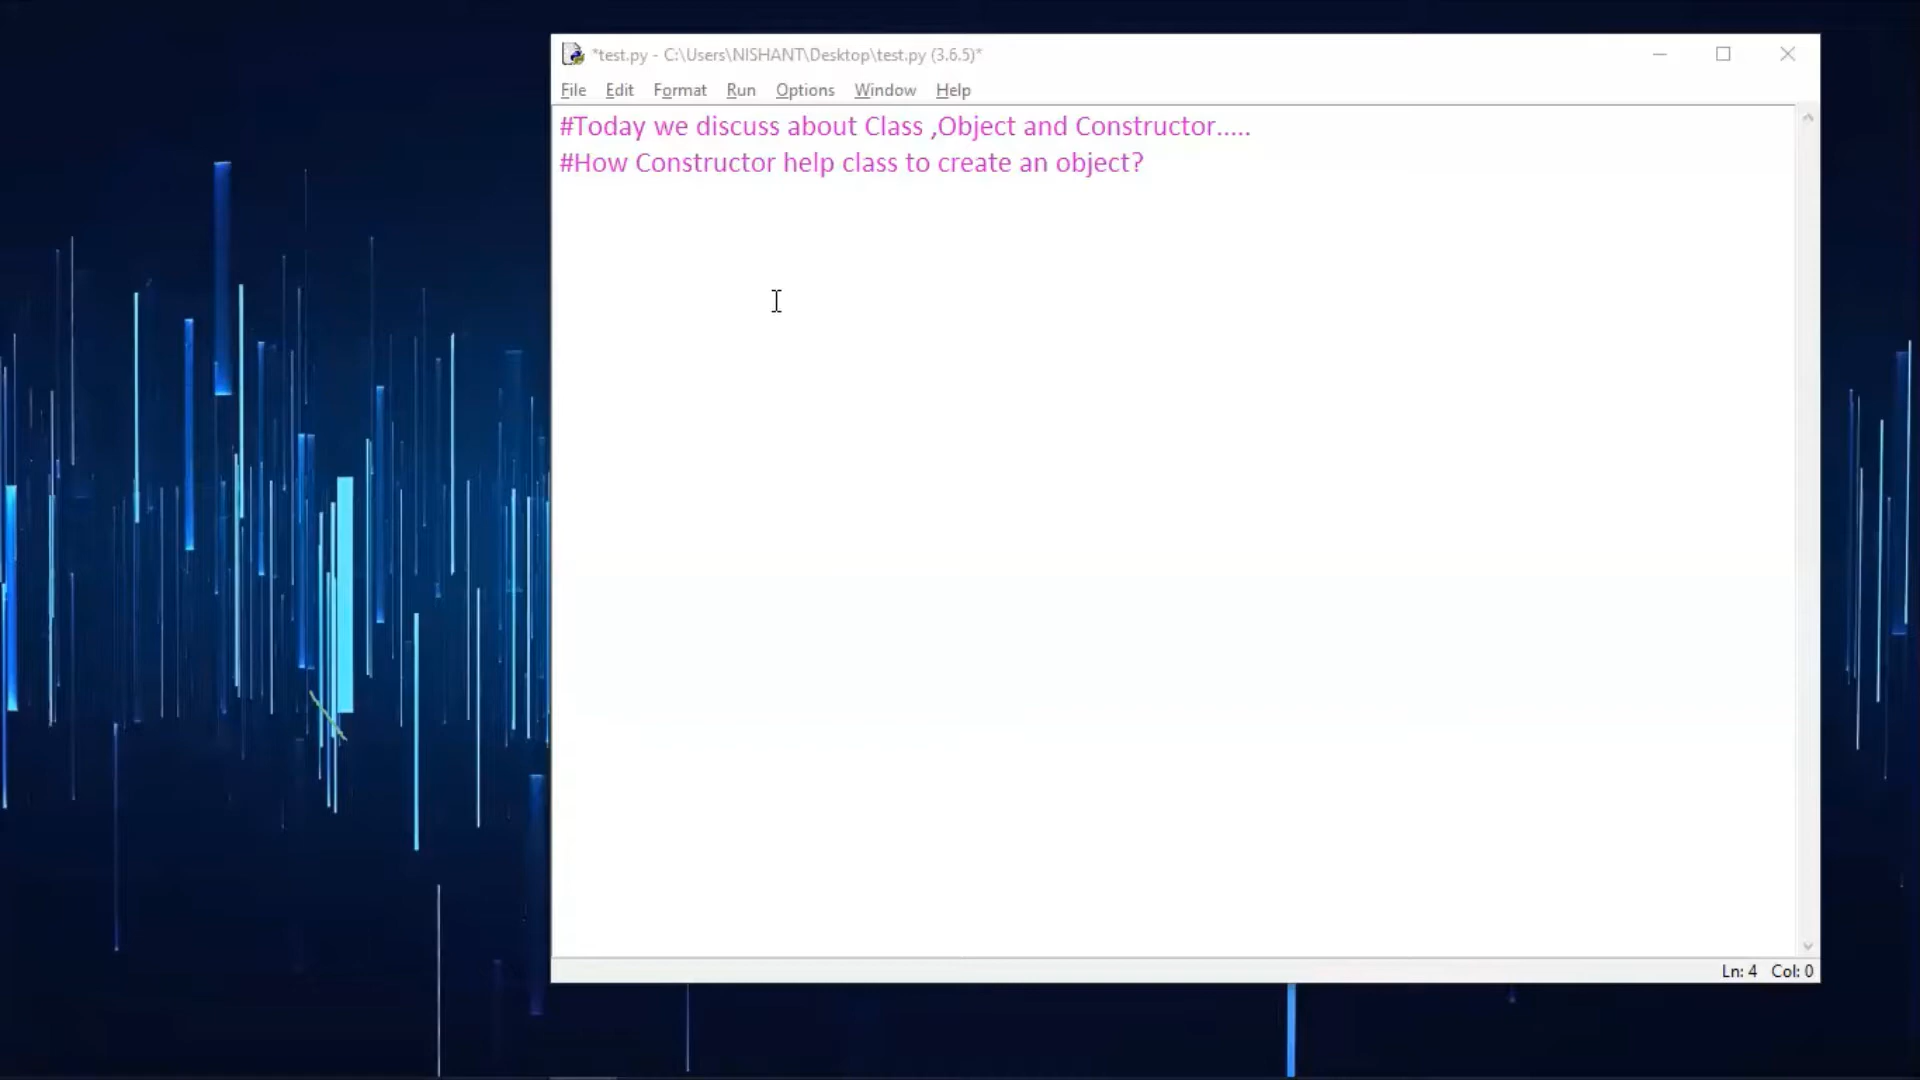 *test.py - C:\Users\NISHANT\Desktop\test.py (3.6.5)*
File Edit Format Run Options Window Help
#Today we discuss about Class ,Object and Constructor.....
#How Constructor help class to create an object?
Ln: 4 Col: 0